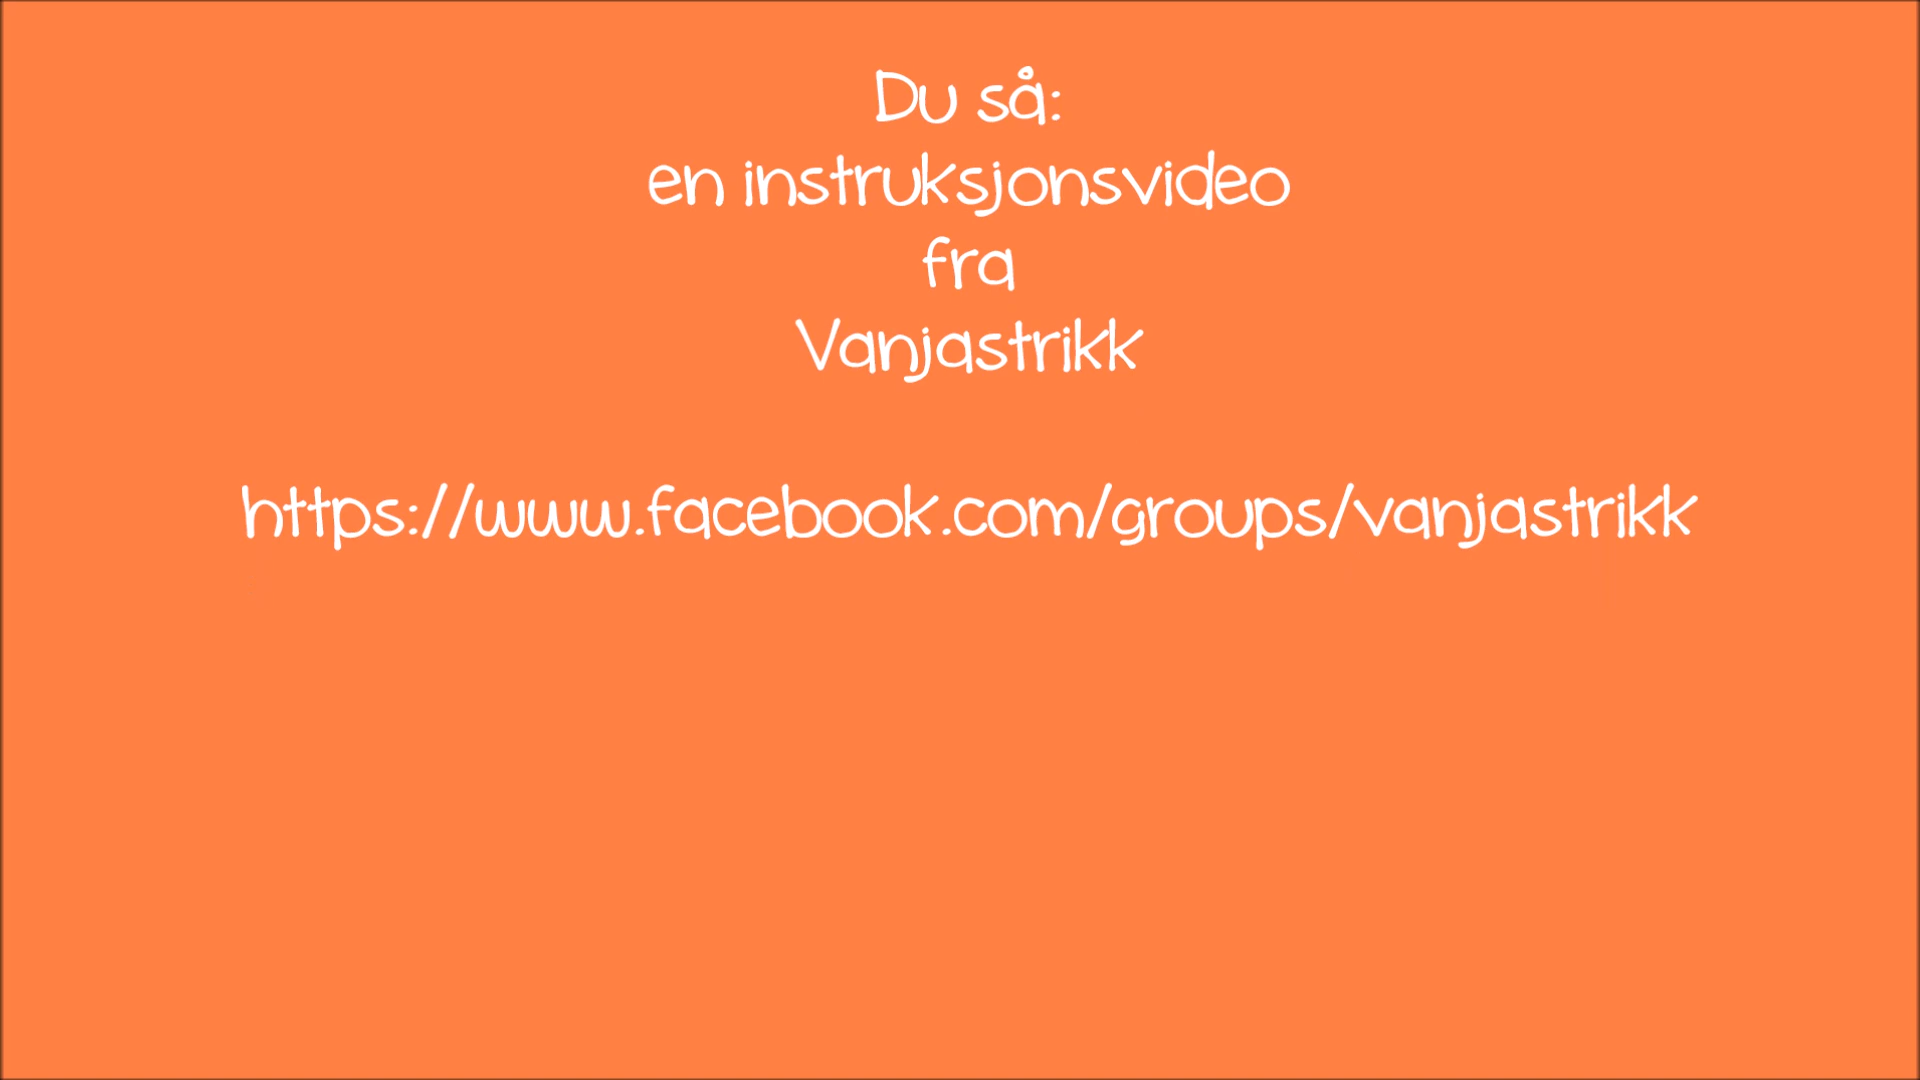 Du så:
en instruksjonsvideo
fra
Vanjastrikk
https://www.facebook.com/groups/vanjastrikk